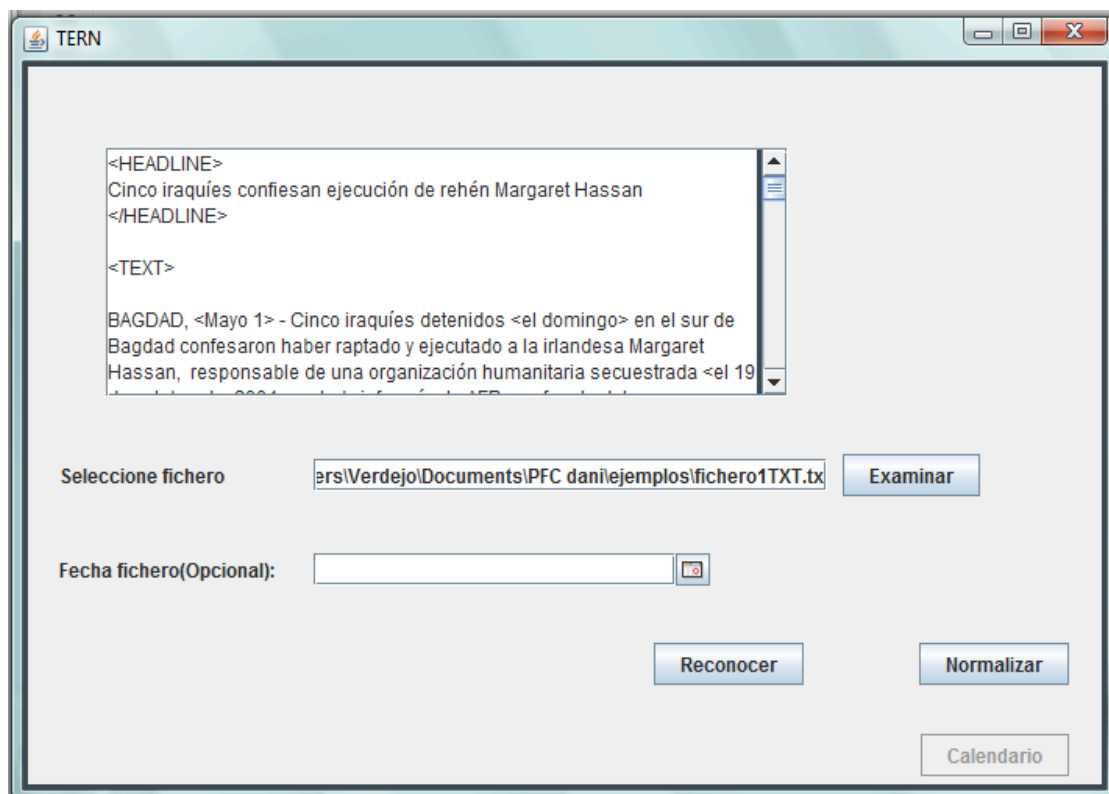 TERN
<HEADLINE>
Cinco iraquíes confiesan ejecución de rehén Margaret Hassan
</HEADLINE>
<TEXT>
BAGDAD, <Mayo 1> - Cinco iraquíes detenidos <el domingo> en el sur de
Bagdad confesaron haber raptado y ejecutado a la irlandesa Margaret
Hassan,  responsable de una organización humanitaria secuestrada <el 19
Seleccione fichero
ers\Verdejo\Documents\PFC dani\ejemplos\fichero1TXT.tx
Examinar
Fecha fichero(Opcional):
Reconocer
Normalizar
Calendario